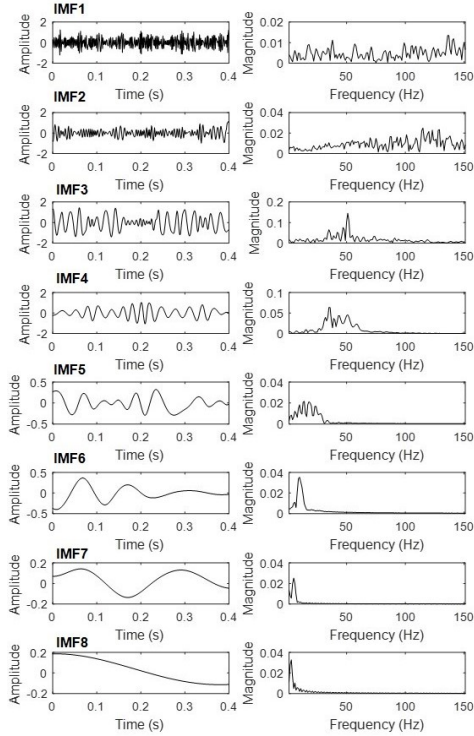 IMF1
Amplitude
2
0
-2
0 0.1 0.2 0.3 0.4
Time (s)
Magnitude
0.02
0.01
0
50 100 150
Frequency (Hz)
IMF2
Amplitude
2
0
-2
0 0.1 0.2 0.3 0.4
Time (s)
Magnitude
0.04
0.02
0
50 100 150
Frequency (Hz)
IMF3
Amplitude
2
0
-2
0 0.1 0.2 0.3 0.4
Time (s)
Magnitude
0.2
0.1
0
50 100 150
Frequency (Hz)
IMF4
Amplitude
2
0
-2
0 0.1 0.2 0.3 0.4
Time (s)
Magnitude
0.1
0.05
0
50 100 150
Frequency (Hz)
IMF5
Amplitude
0.5
0
-0.5
0 0.1 0.2 0.3 0.4
Time (s)
Magnitude
0.04
0.02
0
50 100 150
Frequency (Hz)
IMF6
Amplitude
0.5
0
-0.5
0 0.1 0.2 0.3 0.4
Time (s)
Magnitude
0.04
0.02
0
50 100 150
Frequency (Hz)
IMF7
Amplitude
0.2
0
-0.2
0 0.1 0.2 0.3 0.4
Time (s)
Magnitude
0.04
0.02
0
50 100 150
Frequency (Hz)
IMF8
Amplitude
0.2
0
-0.2
0 0.1 0.2 0.3 0.4
Time (s)
Magnitude
0.04
0.02
0
50 100 150
Frequency (Hz)